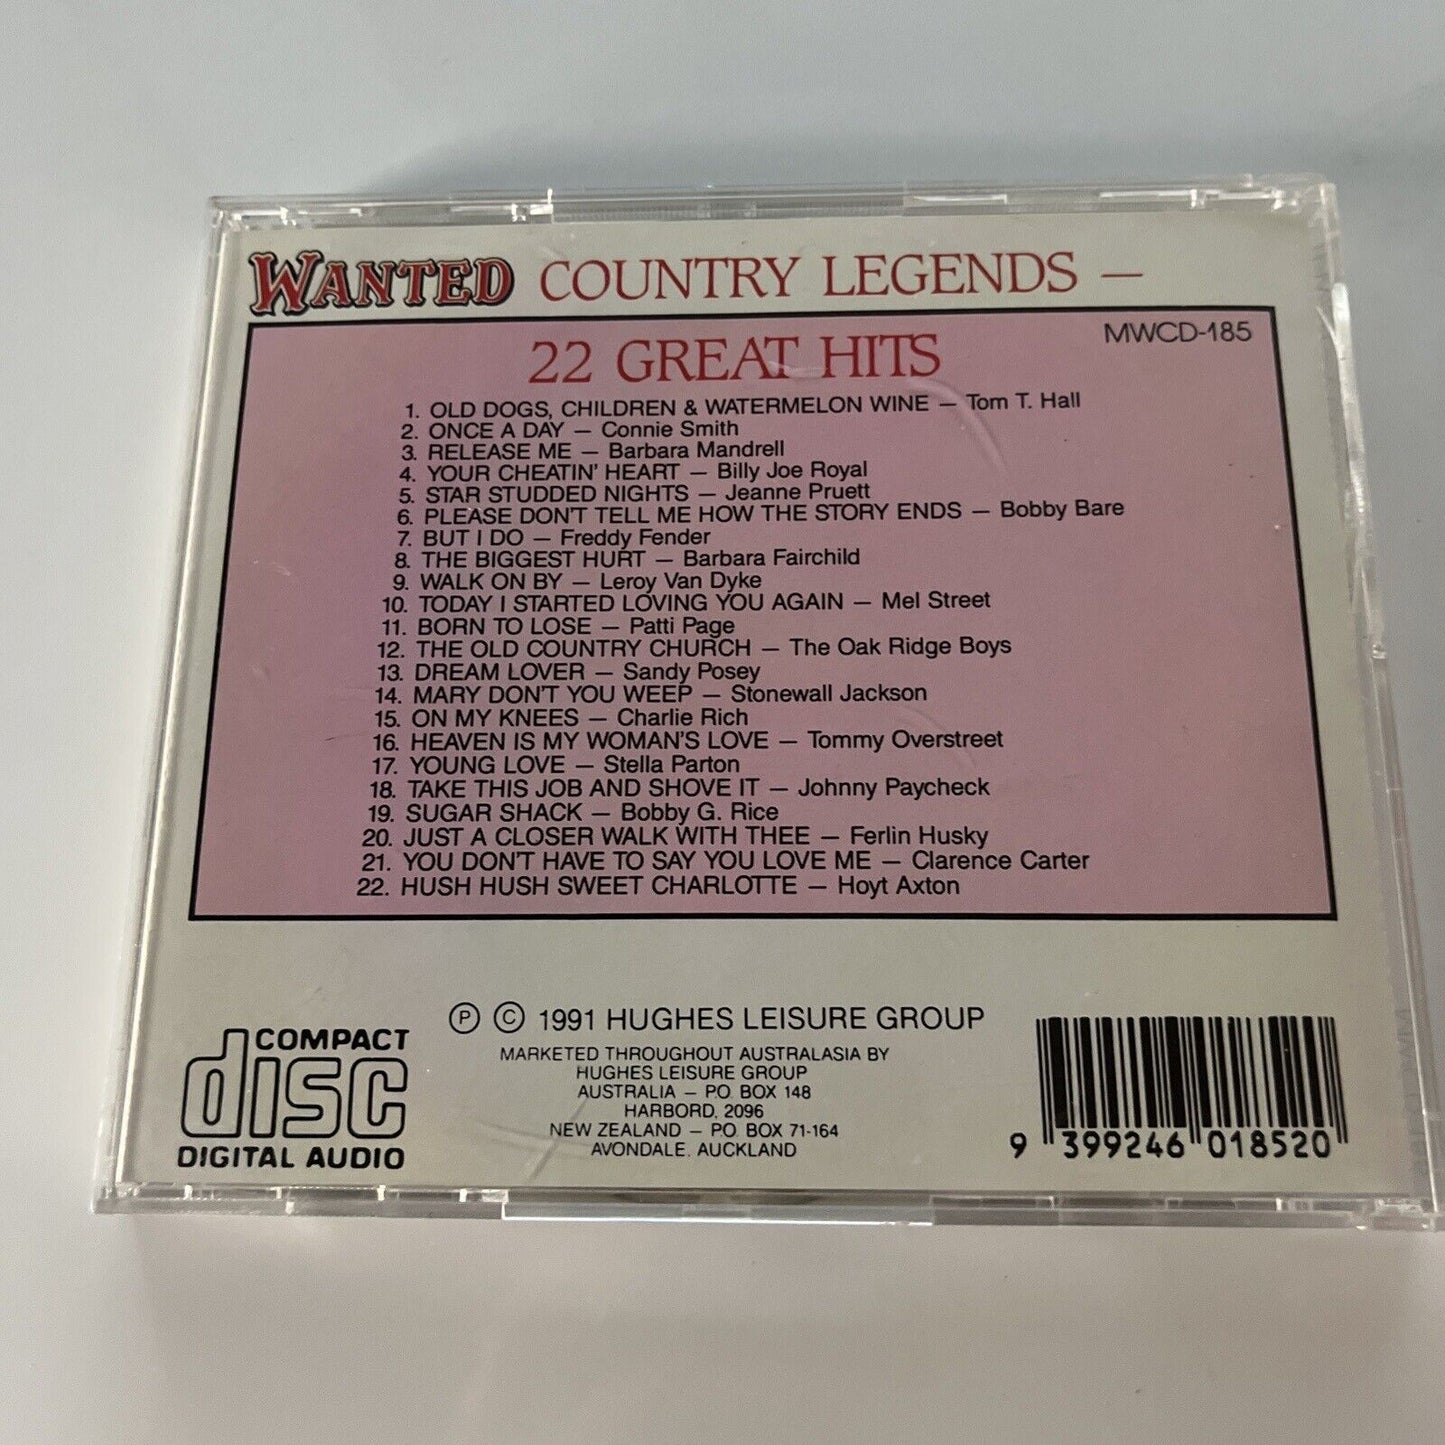 WANTED COUNTRY LEGENDS —
MWCD-185
22 GREAT HITS
1. OLD DOGS, CHILDREN & WATERMELON WINE — Tom T. Hall
2. ONCE A DAY — Connie Smith
3. RELEASE ME — Barbara Mandrell
4. YOUR CHEATIN' HEART — Billy Joe Royal
5. STAR STUDDED NIGHTS — Jeanne Pruett
6. PLEASE DON'T TELL ME HOW THE STORY ENDS — Bobby Bare
7. BUT I DO — Freddy Fender
8. THE BIGGEST HURT — Barbara Fairchild
9. WALK ON BY — Leroy Van Dyke
10. TODAY I STARTED LOVING YOU AGAIN — Mel Street
11. BORN TO LOSE — Patti Page
12. THE OLD COUNTRY CHURCH — The Oak Ridge Boys
13. DREAM LOVER — Sandy Posey
14. MARY DON'T YOU WEEP — Stonewall Jackson
15. ON MY KNEES — Charlie Rich
16. HEAVEN IS MY WOMAN'S LOVE — Tommy Overstreet
17. YOUNG LOVE — Stella Parton
18. TAKE THIS JOB AND SHOVE IT — Johnny Paycheck
19. SUGAR SHACK — Bobby G. Rice
20. JUST A CLOSER WALK WITH THEE — Ferlin Husky
21. YOU DON'T HAVE TO SAY YOU LOVE ME — Clarence Carter
22. HUSH HUSH SWEET CHARLOTTE — Hoyt Axton
Ⓟ © 1991 HUGHES LEISURE GROUP
MARKETED THROUGHOUT AUSTRALASIA BY
HUGHES LEISURE GROUP
AUSTRALIA — P.O. BOX 148
HARBORD, 2096
NEW ZEALAND — P.O. BOX 71-164
AVONDALE. AUCKLAND
COMPACT
disc
DIGITAL AUDIO
9 399246 018520